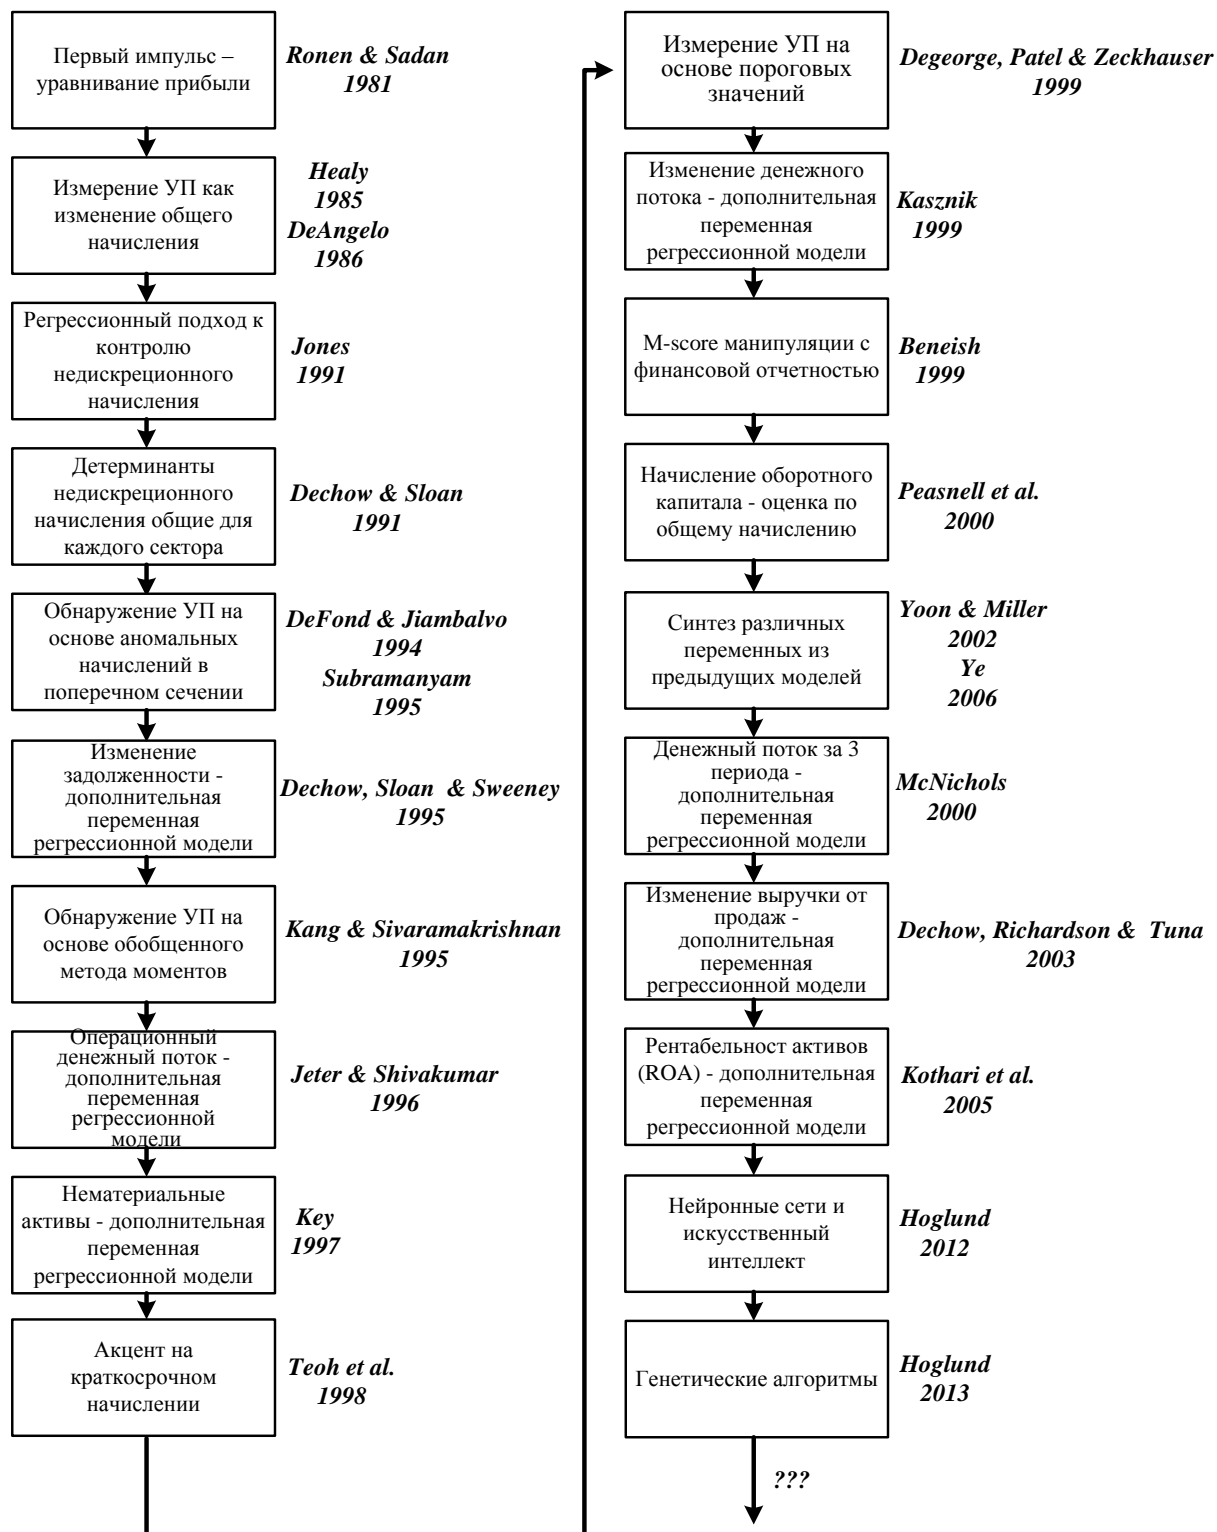 Первый импульс –
уравнивание прибыли
Ronen & Sadan
1981
Измерение УП как
изменение общего
начисления
Healy
1985
DeAngelo
1986
Регрессионный подход к
контролю
недискреционного
начисления
Jones
1991
Детерминанты
недискреционного
начисления общие для
каждого сектора
Dechow & Sloan
1991
Обнаружение УП на
основе аномальных
начислений в
поперечном сечении
DeFond & Jiambalvo
1994
Subramanyam
1995
Изменение
задолженности -
дополнительная
переменная
регрессионной модели
Dechow, Sloan & Sweeney
1995
Обнаружение УП на
основе обобщенного
метода моментов
Kang & Sivaramakrishnan
1995
Операционный
денежный поток -
дополнительная
переменная
регрессионной
модели
Jeter & Shivakumar
1996
Нематериальные
активы - дополнительная
переменная
регрессионной модели
Key
1997
Акцент на
краткосрочном
начислении
Teoh et al.
1998
Измерение УП на
основе пороговых
значений
Degeorge, Patel & Zeckhauser
1999
Изменение денежного
потока - дополнительная
переменная
регрессионной модели
Kasznik
1999
M-score манипуляции с
финансовой отчетностью
Beneish
1999
Начисление оборотного
капитала - оценка по
общему начислению
Peasnell et al.
2000
Синтез различных
переменных из
предыдущих моделей
Yoon & Miller
2002
Ye
2006
Денежный поток за 3
периода -
дополнительная
переменная
регрессионной модели
McNichols
2000
Изменение выручки от
продаж -
дополнительная
переменная
регрессионной модели
Dechow, Richardson & Tuna
2003
Рентабельност активов
(ROA) - дополнительная
переменная
регрессионной модели
Kothari et al.
2005
Нейронные сети и
искусственный
интеллект
Hoglund
2012
Генетические алгоритмы
Hoglund
2013
???